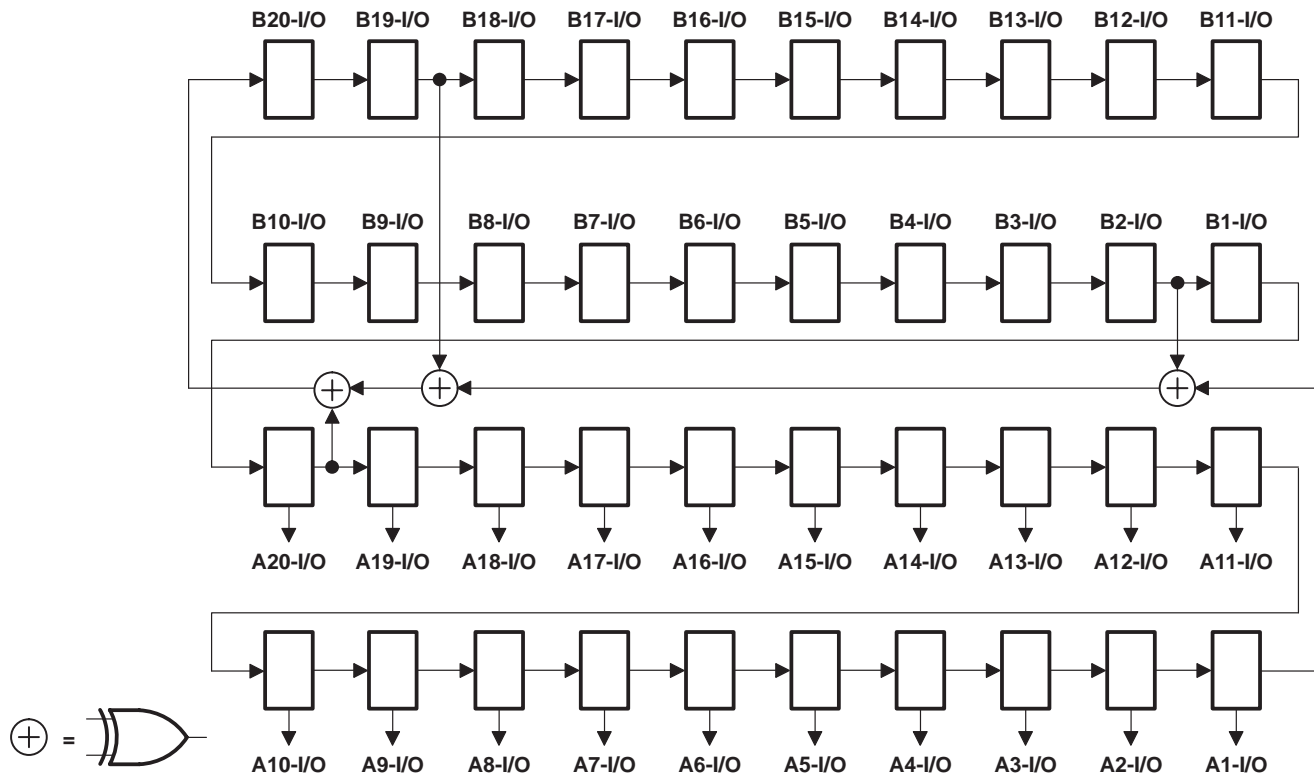 B20-I/O B19-I/O B18-I/O B17-I/O B16-I/O B15-I/O B14-I/O B13-I/O B12-I/O B11-I/O
B10-I/O B9-I/O B8-I/O B7-I/O B6-I/O B5-I/O B4-I/O B3-I/O B2-I/O B1-I/O
A20-I/O A19-I/O A18-I/O A17-I/O A16-I/O A15-I/O A14-I/O A13-I/O A12-I/O A11-I/O
=
A10-I/O A9-I/O A8-I/O A7-I/O A6-I/O A5-I/O A4-I/O A3-I/O A2-I/O A1-I/O